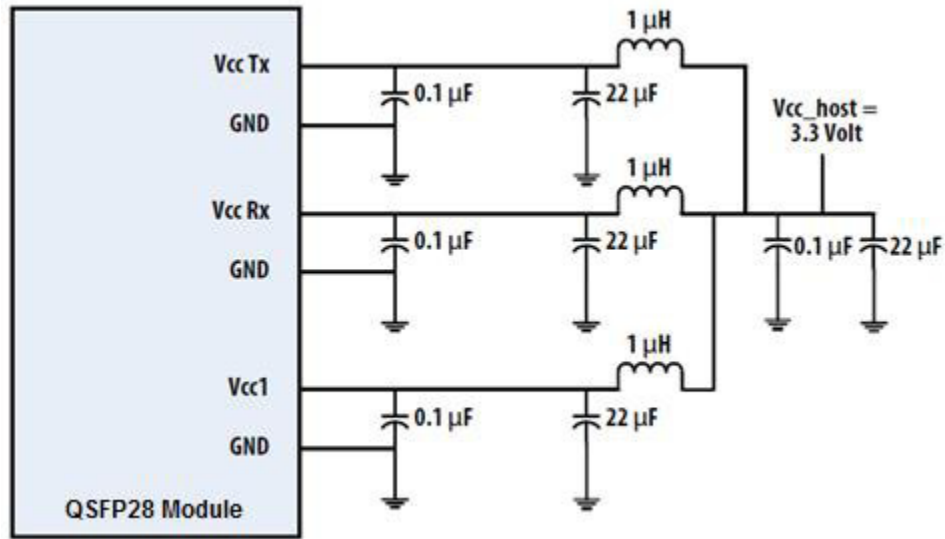 1 µH
Vcc Tx
0.1 µF
22 µF
GND
Vcc_host =
3.3 Volt
1 µH
Vcc Rx
0.1 µF
22 µF
0.1 µF
22 µF
GND
1 µH
Vcc1
0.1 µF
22 µF
GND
QSFP28 Module